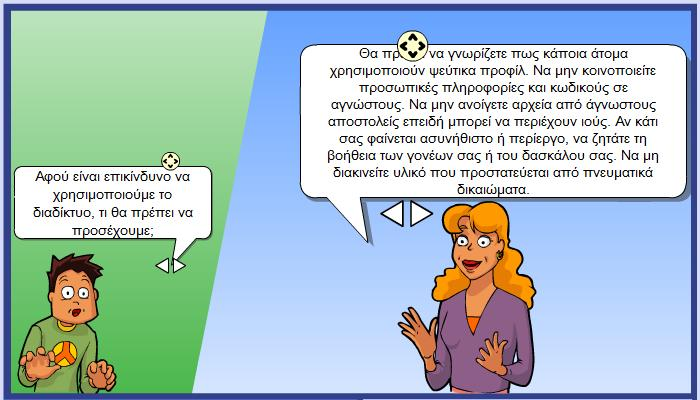 Αφού είναι επικίνδυνο να
χρησιμοποιούμε το
διαδίκτυο, τι θα πρέπει να
προσέχουμε;
Θα να γνωρίζετε πως κάποια άτομα
χρησιμοποιούν ψεύτικα προφίλ. Να μην κοινοποιείτε
προσωπικές πληροφορίες και κωδικούς σε
αγνώστους. Να μην ανοίγετε αρχεία από άγνωστους
αποστολείς επειδή μπορεί να περιέχουν ιούς. Αν κάτι
σας φαίνεται ασυνήθιστο ή περίεργο, να ζητάτε τη
βοήθεια των γονέων σας ή του δασκάλου σας. Να μη
διακινείτε υλικό που προστατεύεται από πνευματικά
δικαιώματα.